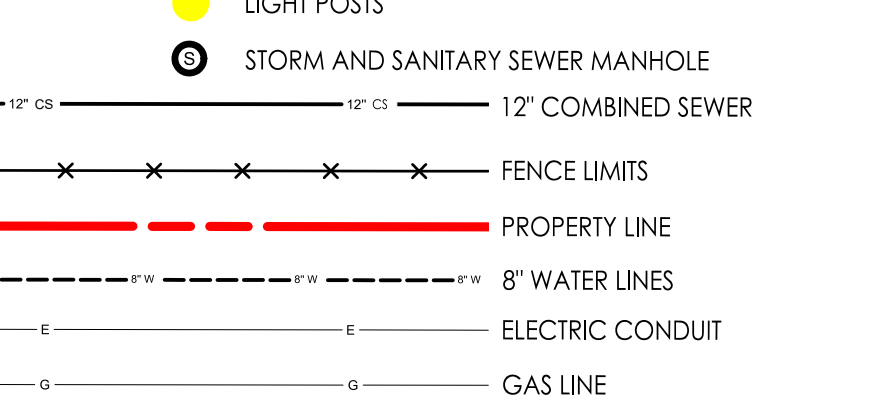 LIGHT POSTS
S STORM AND SANITARY SEWER MANHOLE
12" CS 12" CS 12" COMBINED SEWER
FENCE LIMITS
PROPERTY LINE
8" W 8" W 8" W 8" WATER LINES
E E ELECTRIC CONDUIT
G G GAS LINE